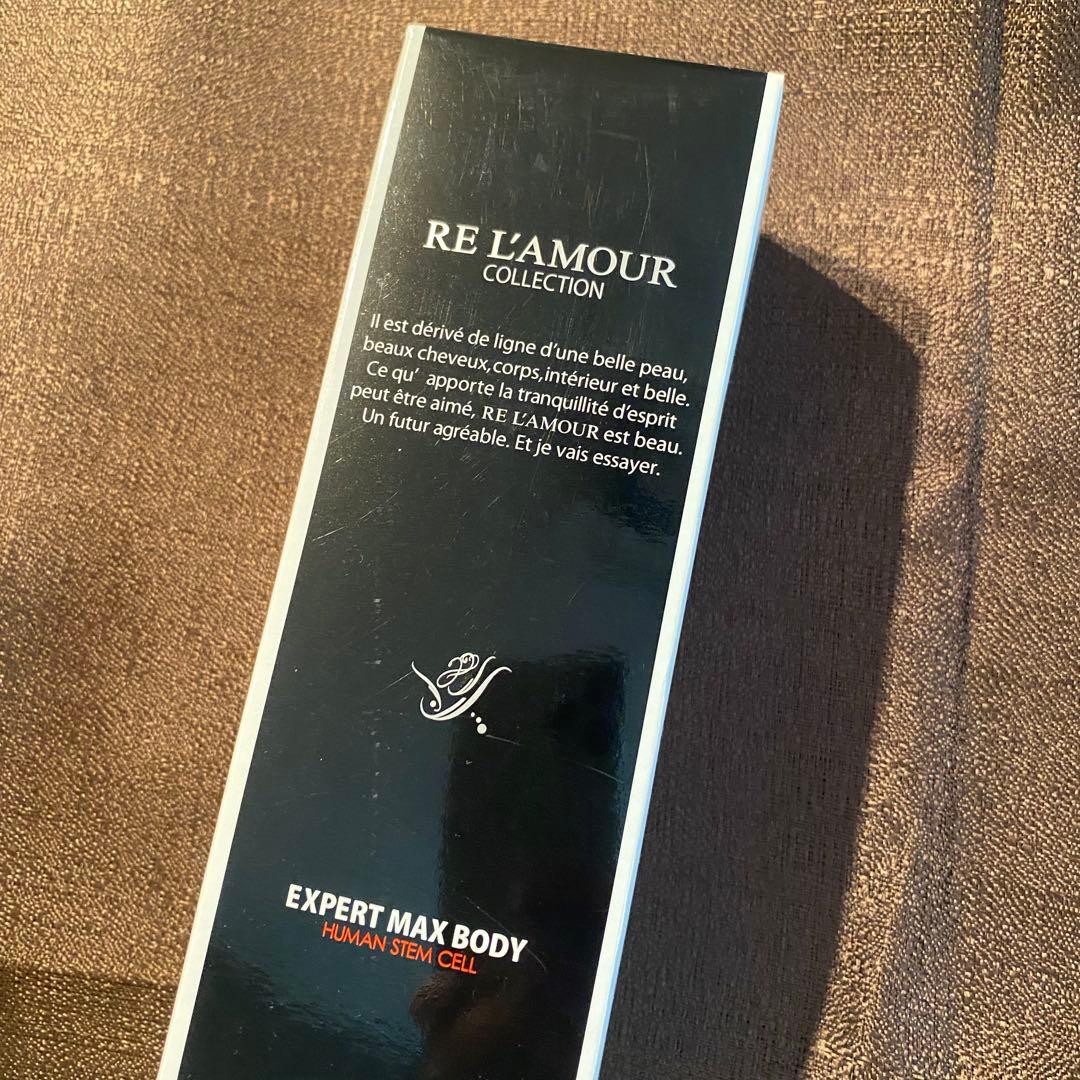 RE L'AMOUR
COLLECTION
Il est dérivé de ligne d'une belle peau,
beaux cheveux,corps,intérieur et belle.
Ce qu' apporte la tranquillité d'esprit
peut être aimé, RE L'AMOUR est beau.
Un futur agréable. Et je vais essayer.
EXPERT MAX BODY
HUMAN STEM CELL